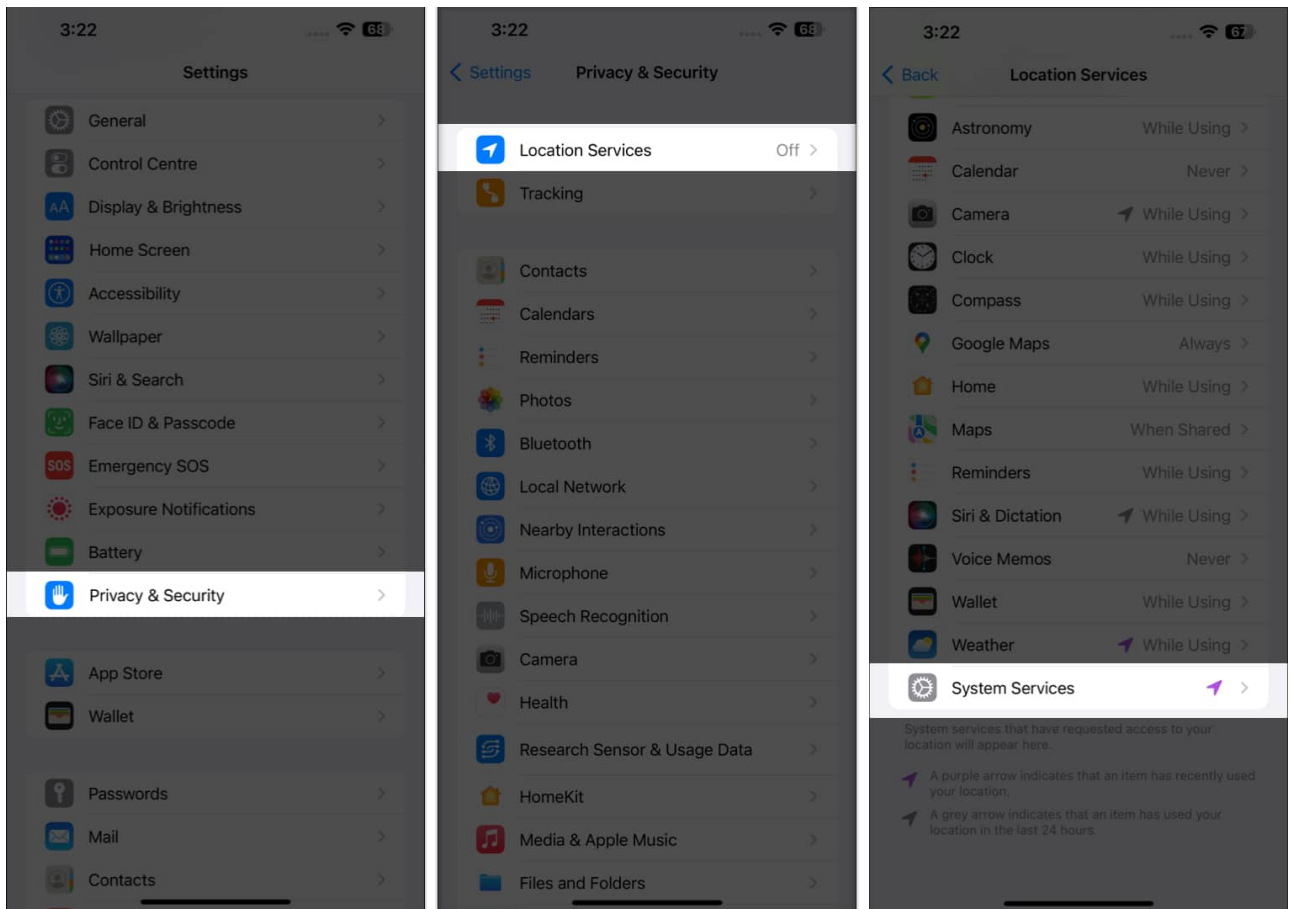 3:22
68
Settings
General
Control Centre
AA Display & Brightness
Home Screen
Accessibility
Wallpaper
Siri & Search
Face ID & Passcode
SOS Emergency SOS
Exposure Notifications
Battery
Privacy & Security
App Store
Wallet
Passwords
Mail
Contacts
3:22
68
Settings Privacy & Security
Location Services Off
Tracking
Contacts
Calendars
Reminders
Photos
Bluetooth
Local Network
Nearby Interactions
Microphone
Speech Recognition
Camera
Health
Research Sensor & Usage Data
HomeKit
Media & Apple Music
Files and Folders
3:22
67
Back Location Services
Astronomy While Using
Calendar Never
Camera While Using
Clock While Using
Compass While Using
Google Maps Always
Home While Using
Maps When Shared
Reminders While Using
Siri & Dictation While Using
Voice Memos Never
Wallet While Using
Weather While Using
System Services
System services that have requested access to your
location will appear here.
A purple arrow indicates that an item has recently used
your location.
A grey arrow indicates that an item has used your
location in the last 24 hours.